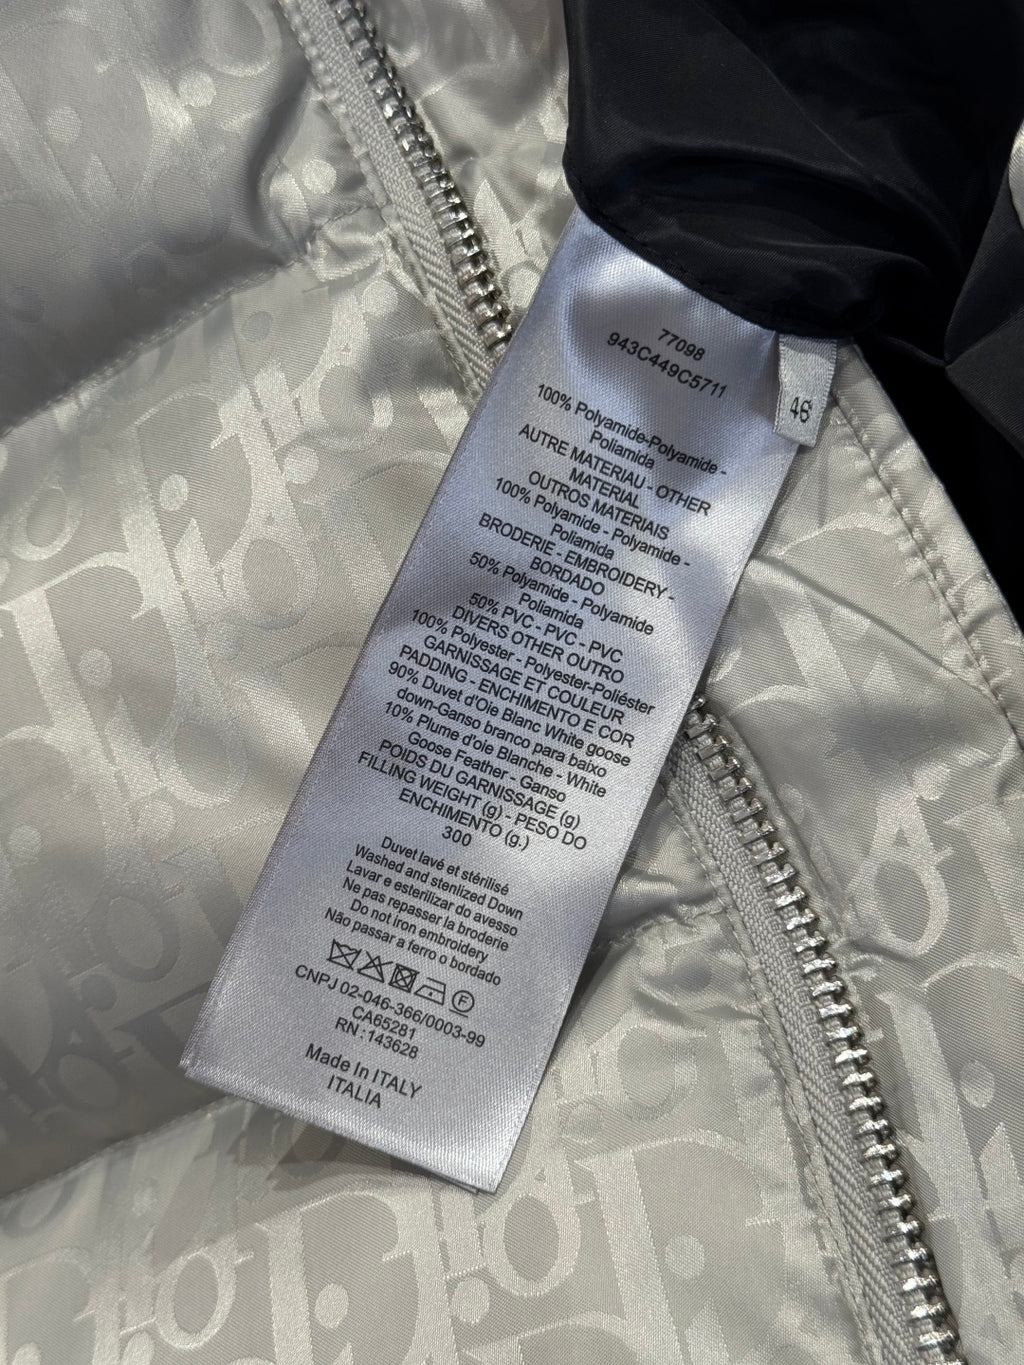 77098
943C449C5711
46
100% Polyamide-Polyamide -
Poliamida
AUTRE MATERIAU - OTHER
MATERIAL
OUTROS MATERIAIS
100% Polyamide - Polyamide -
Poliamida
BRODERIE - EMBROIDERY -
BORDADO
50% Polyamide - Polyamide
Poliamida
50% PVC - PVC - PVC
DIVERS OTHER OUTRO
100% Polyester - Polyester-Poliéster
GARNISSAGE ET COULEUR
PADDING - ENCHIMENTO E COR
90% Duvet d'Oie Blanc White goose
down-Ganso branco para baixo
10% Plume d'oie Blanche - White
Goose Feather - Ganso
POIDS DU GARNISSAGE (g)
FILLING WEIGHT (g) - PESO DO
ENCHIMENTO (g.)
300
Duvet lavé et stérilisé
Washed and stenlized Down
Lavar e esterilizar do avesso
Ne pas repasser la broderie
Do not Iron embroidery
Não passar a ferro o bordado
F
CNPJ 02-046-366/0003-99
CA65281
RN : 143628
Made In ITALY
ITALIA